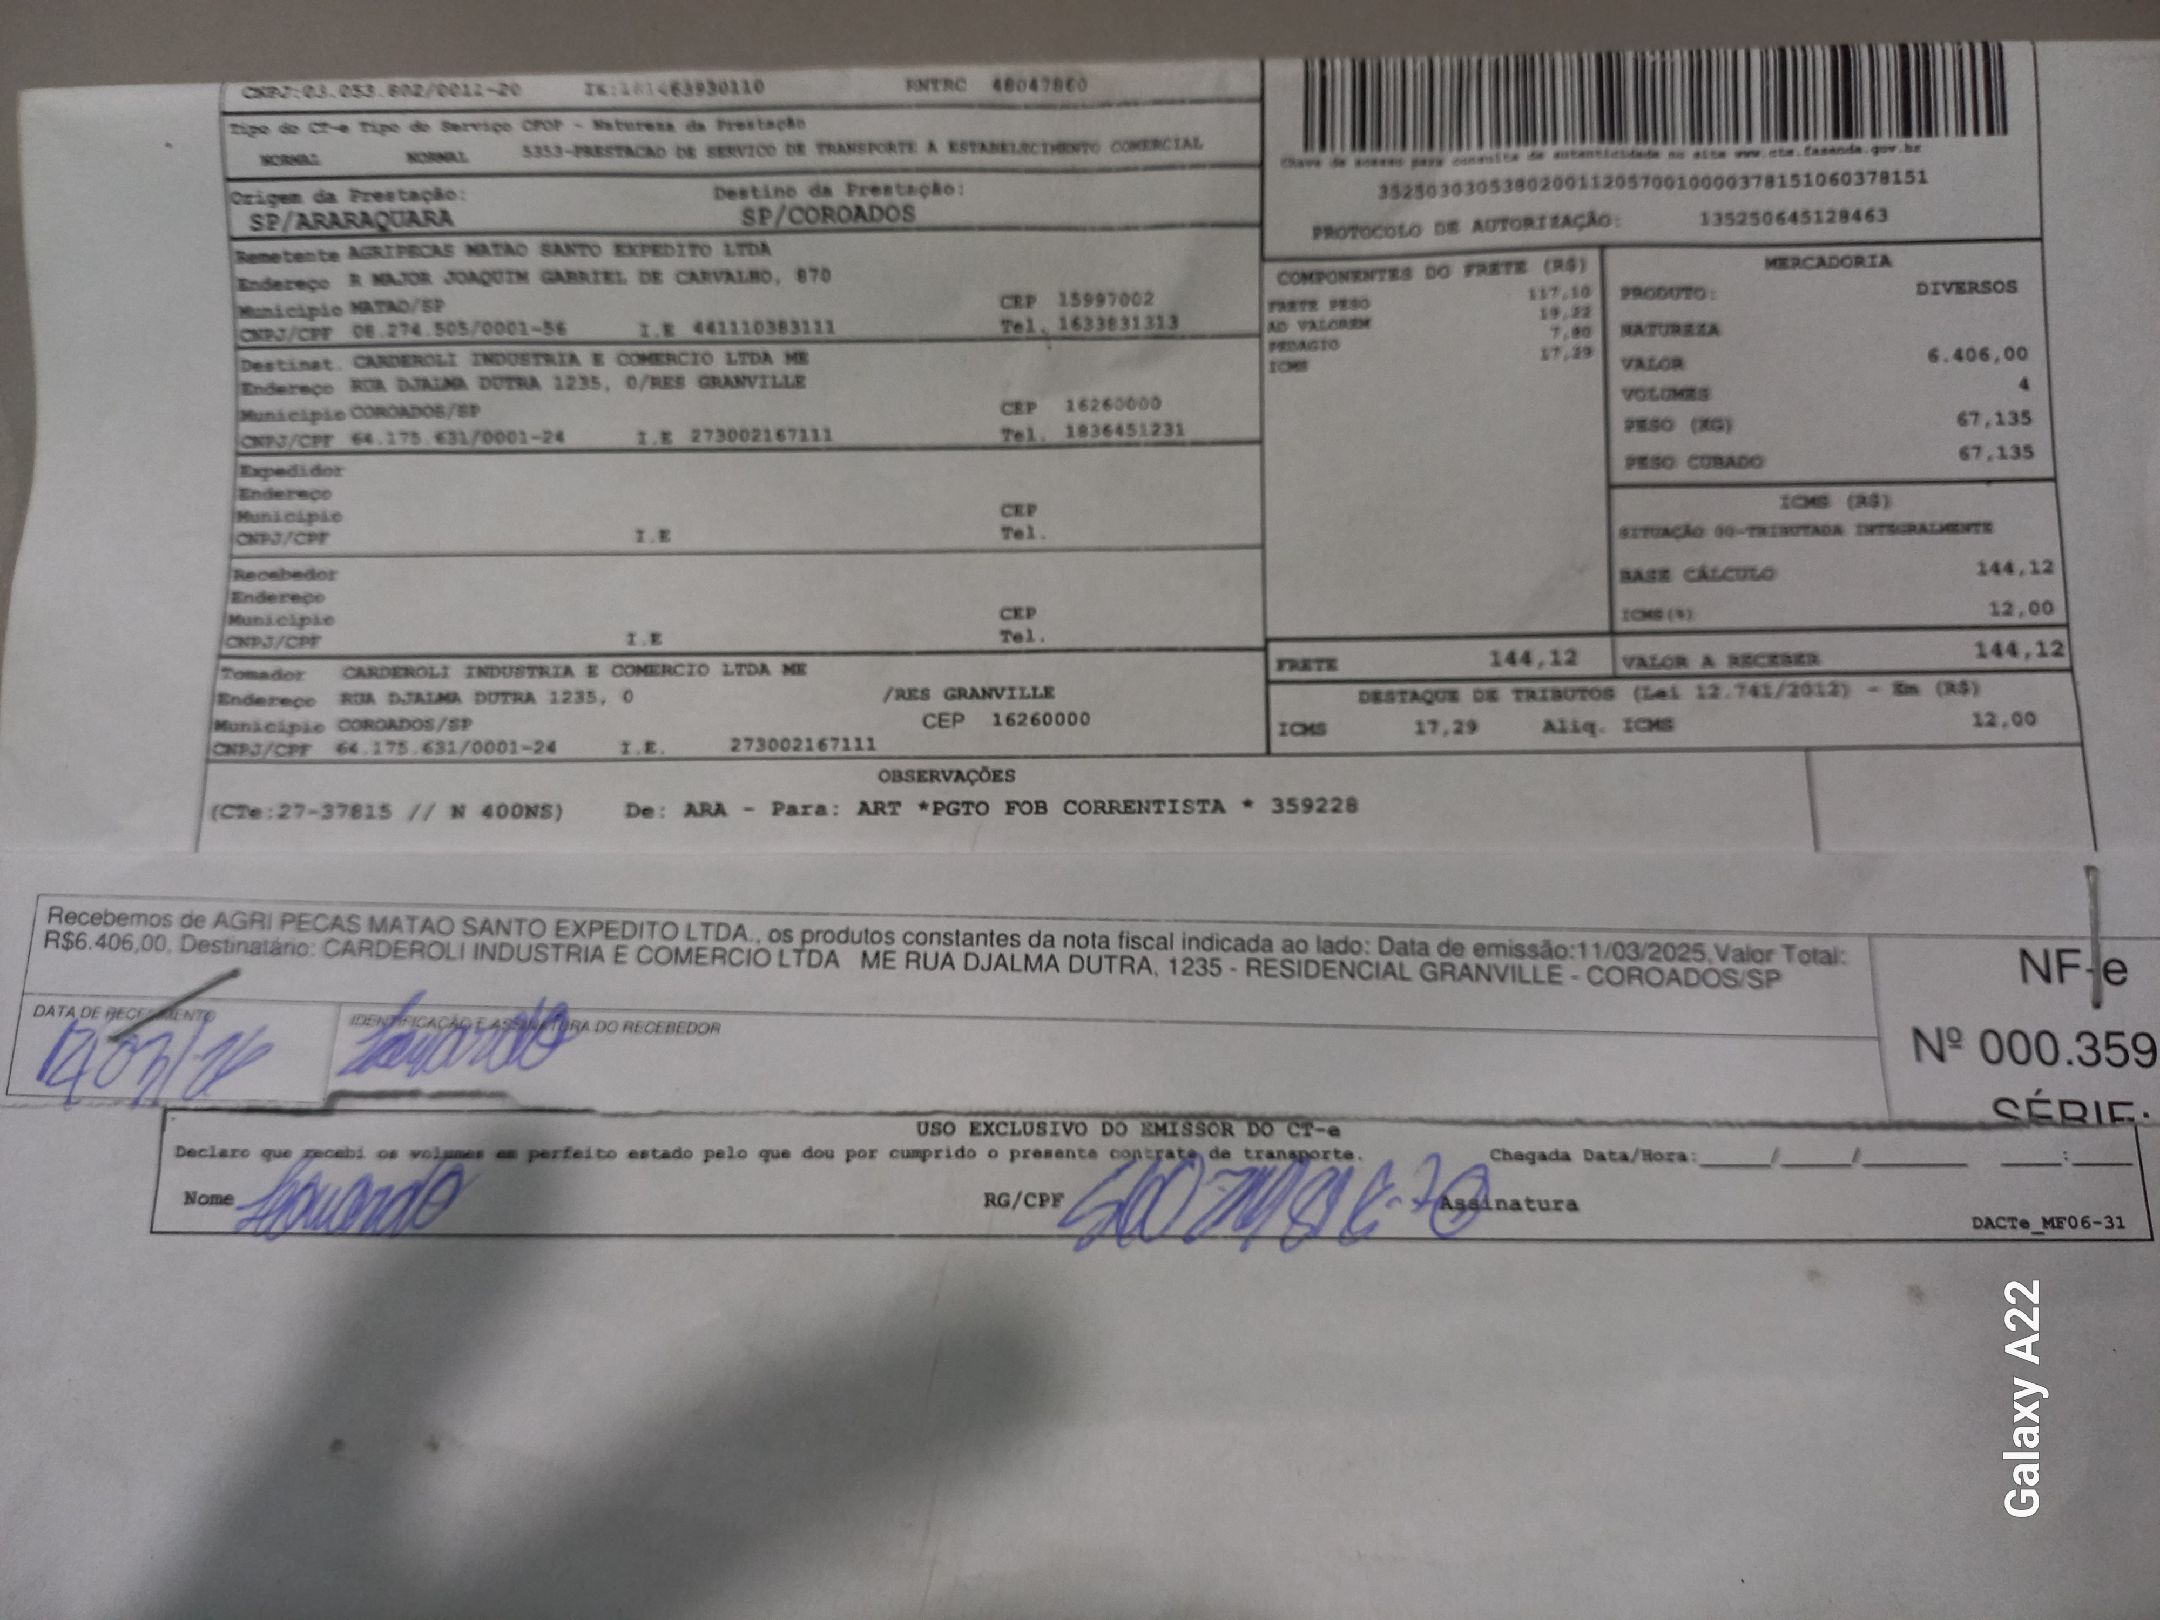 CNPJ:03.053.802/0011-20 IE:181463930110 RNTRC 48047860
Tipo do CT-e Tipo do Serviço CFOP - Natureza da Prestação
NORMAL NORMAL 5353-PRESTACAO DE SERVICO DE TRANSPORTE A ESTABELECIMENTO COMERCIAL
Origem da Prestação: Destino da Prestação:
SP/ARARAQUARA SP/COROADOS
Remetente AGRIPECAS MATAO SANTO EXPEDITO LTDA
Endereço R MAJOR JOAQUIM GABRIEL DE CARVALHO, 870
Município MATAO/SP CEP 15997002
CNPJ/CPF 08.274.505/0001-56 I.E 441110383111 Tel. 1633831313
Destinat. CARDEROLI INDUSTRIA E COMERCIO LTDA ME
Endereço RUA DJALMA DUTRA 1235, 0/RES GRANVILLE
Município COROADOS/SP CEP 16260000
CNPJ/CPF 64.175.631/0001-24 I.E 273002167111 Tel. 1836451231
Expedidor
Endereço
Município CEP
CNPJ/CPF I.E Tel.
Recebedor
Endereço
Município CEP
CNPJ/CPF I.E Tel.
Tomador CARDEROLI INDUSTRIA E COMERCIO LTDA ME
Endereço RUA DJALMA DUTRA 1235, 0 /RES GRANVILLE
Município COROADOS/SP CEP 16260000
CNPJ/CPF 64.175.631/0001-24 I.E. 273002167111
Chave de acesso para consulta de autenticidade no site www.cte.fazenda.gov.br
35250303053802001120570010000378151060378151
PROTOCOLO DE AUTORIZAÇÃO: 135250645128463
COMPONENTES DO FRETE (R$)
FRETE PESO 117,10
AD VALOREM 19,22
PEDAGIO 7,80
ICMS 17,29
MERCADORIA
PRODUTO: DIVERSOS
NATUREZA
VALOR 6.406,00
VOLUMES 4
PESO (KG) 67,135
PESO CUBADO 67,135
ICMS (R$)
SITUAÇÃO 00-TRIBUTADA INTEGRALMENTE
BASE CÁLCULO 144,12
ICMS(%) 12,00
FRETE 144,12 VALOR A RECEBER 144,12
DESTAQUE DE TRIBUTOS (Lei 12.741/2012) - Em (R$)
ICMS 17,29 Aliq. ICMS 12,00
OBSERVAÇÕES
(CTe:27-37815 // N 400NS) De: ARA - Para: ART *PGTO FOB CORRENTISTA * 359228
Recebemos de AGRI PECAS MATAO SANTO EXPEDITO LTDA., os produtos constantes da nota fiscal indicada ao lado: Data de emissão:11/03/2025,Valor Total:
R$6.406,00, Destinatário: CARDEROLI INDUSTRIA E COMERCIO LTDA ME RUA DJALMA DUTRA, 1235 - RESIDENCIAL GRANVILLE - COROADOS/SP
NF-e
Nº 000.359
SÉRIE:
DATA DE RECEBIMENTO IDENTIFICAÇÃO E ASSINATURA DO RECEBEDOR
USO EXCLUSIVO DO EMISSOR DO CT-e
Declaro que recebi os volumes em perfeito estado pelo que dou por cumprido o presente contrato de transporte. Chegada Data/Hora:_____/_____/_________ ____:____
Nome RG/CPF Assinatura
DACTe_MF06-31
Galaxy A22